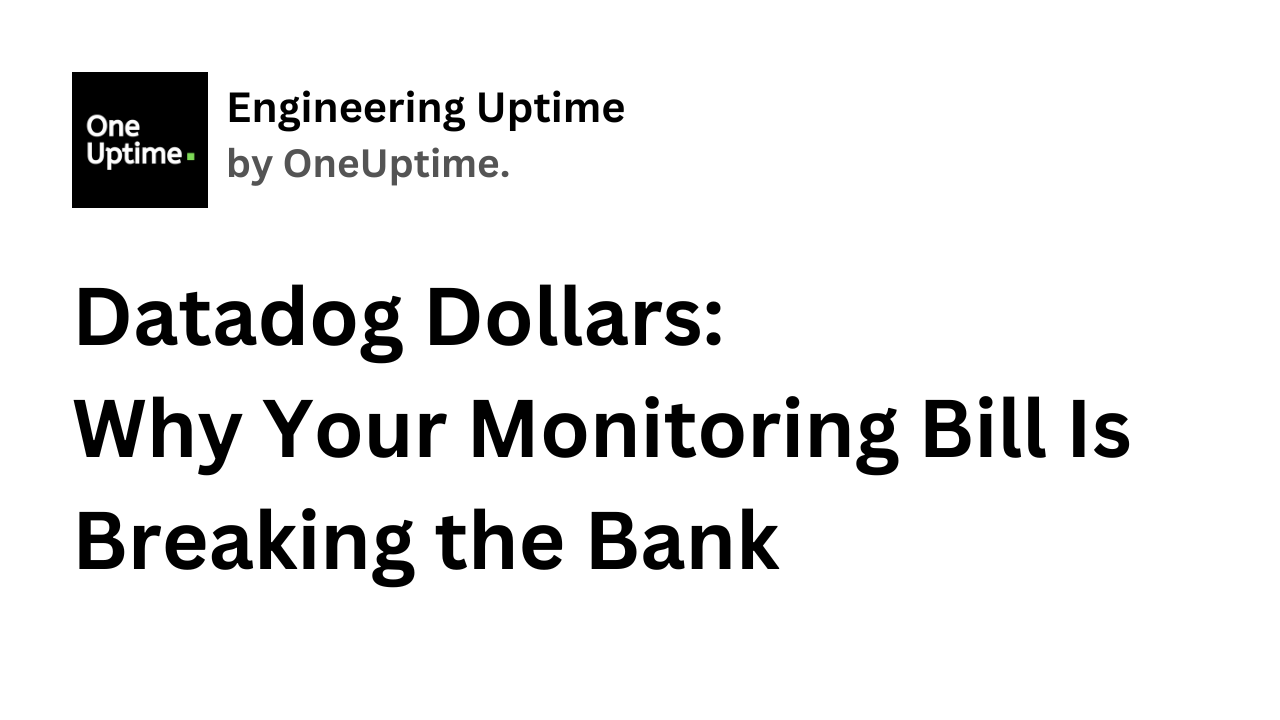 One
Uptime.
Engineering Uptime
by OneUptime.
Datadog Dollars:
Why Your Monitoring Bill Is
Breaking the Bank